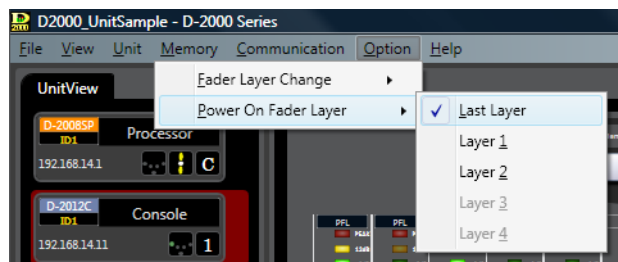 D2000_UnitSample - D-2000 Series
File View Unit Memory Communication Option Help
UnitView
Fader Layer Change
Power On Fader Layer
Last Layer
Layer 1
Layer 2
Layer 3
Layer 4
D-2008SP
ID1
Processor
192.168.14.1
C
D-2012C
ID1
Console
192.168.14.11
1
PFL PFL
PEAK
12dB